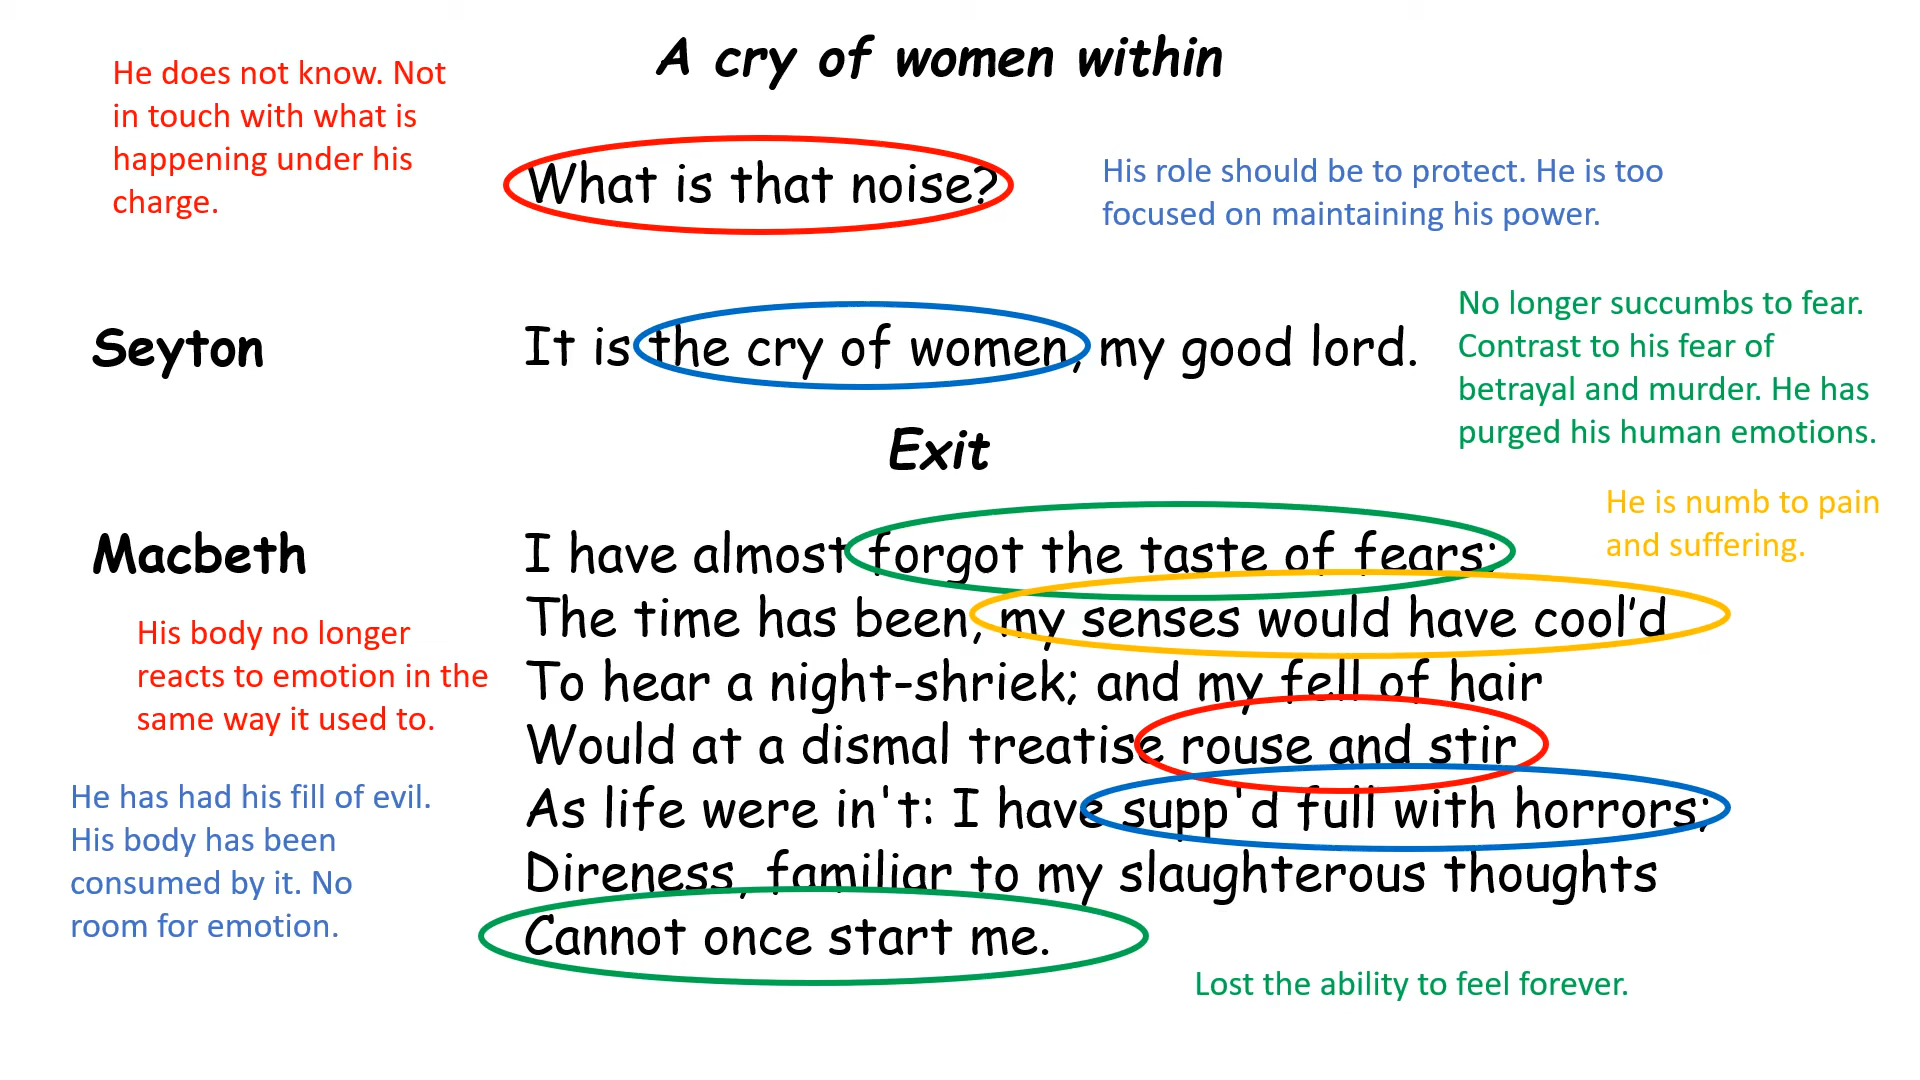 A cry of women within
He does not know. Not
in touch with what is
happening under his
charge.
What is that noise?
His role should be to protect. He is too
focused on maintaining his power.
Seyton
It is the cry of women, my good lord.
No longer succumbs to fear.
Contrast to his fear of
betrayal and murder. He has
purged his human emotions.
Exit
He is numb to pain
and suffering.
Macbeth
I have almost forgot the taste of fears:
The time has been, my senses would have cool’d
To hear a night-shriek; and my fell of hair
Would at a dismal treatise rouse and stir
As life were in't: I have supp'd full with horrors;
Direness, familiar to my slaughterous thoughts
Cannot once start me.
His body no longer
reacts to emotion in the
same way it used to.
He has had his fill of evil.
His body has been
consumed by it. No
room for emotion.
Lost the ability to feel forever.